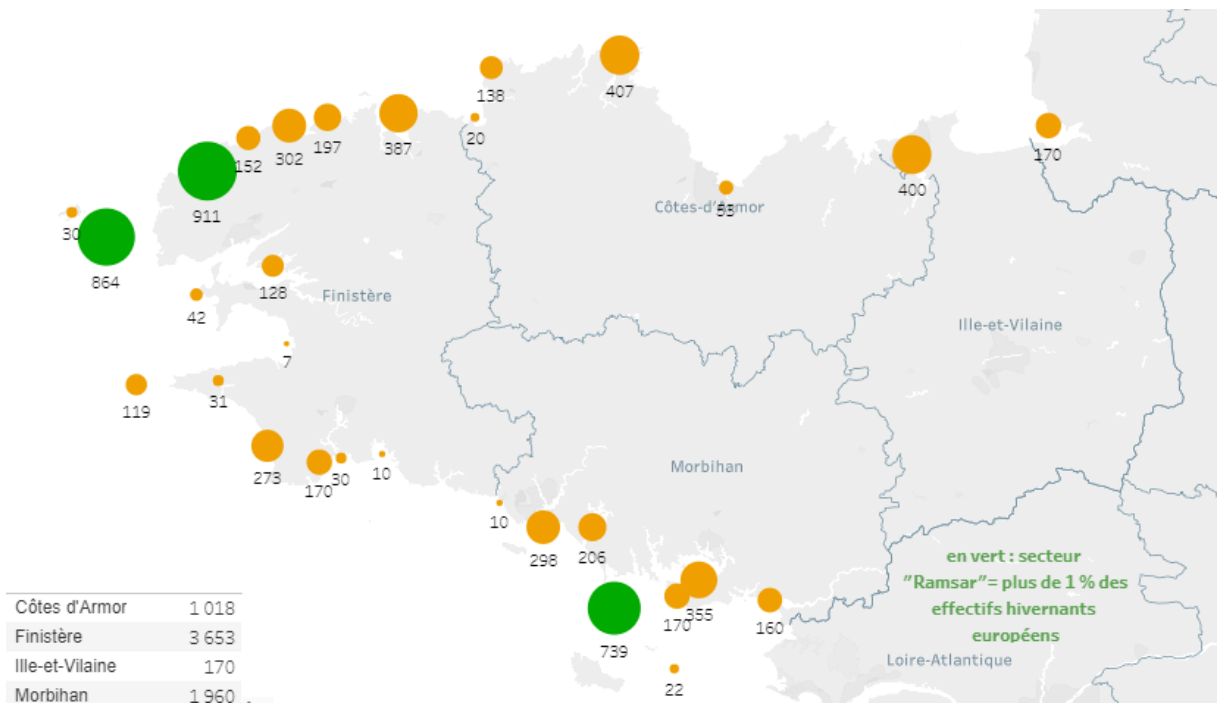 138
407
20
387
197
302
152
170
400
911
53
Côtes-d'Armor
30
864
128
Finistère
42
Ille-et-Vilaine
7
119
31
Morbihan
273
170
30
10
10
298
206
en vert : secteur
"Ramsar"= plus de 1 % des
effectifs hivernants
européens
170
355
160
739
Loire-Atlantique
22
Côtes d'Armor 1 018
Finistère 3 653
Ille-et-Vilaine 170
Morbihan 1 960